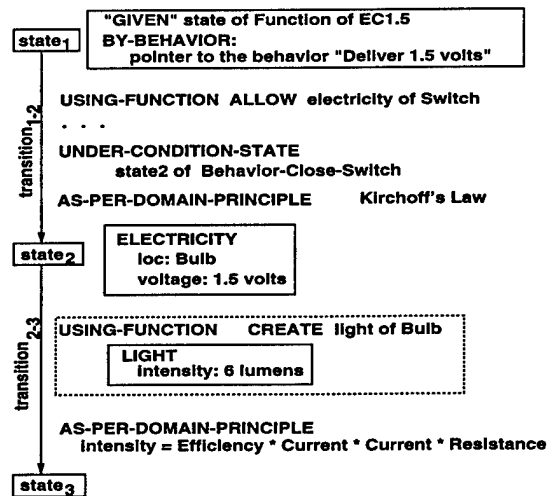 "GIVEN" state of Function of EC1.5
state1
BY-BEHAVIOR:
pointer to the behavior "Deliver 1.5 volts"
transition1-2
USING-FUNCTION ALLOW electricity of Switch
. . .
UNDER-CONDITION-STATE
state2 of Behavior-Close-Switch
AS-PER-DOMAIN-PRINCIPLE Kirchoff's Law
state2
ELECTRICITY
loc: Bulb
voltage: 1.5 volts
transition2-3
USING-FUNCTION CREATE light of Bulb
LIGHT
intensity: 6 lumens
AS-PER-DOMAIN-PRINCIPLE
intensity = Efficiency * Current * Current * Resistance
state3